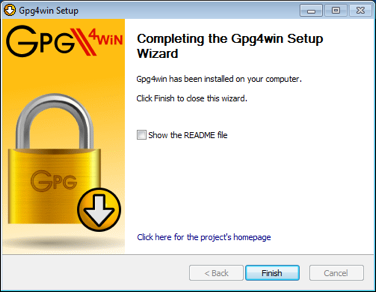 Gpg4win Setup
GPG4WiN
Completing the Gpg4win Setup
Wizard
Gpg4win has been installed on your computer.
Click Finish to close this wizard.
Show the README file
GPG
Click here for the project's homepage
< Back
Finish
Cancel